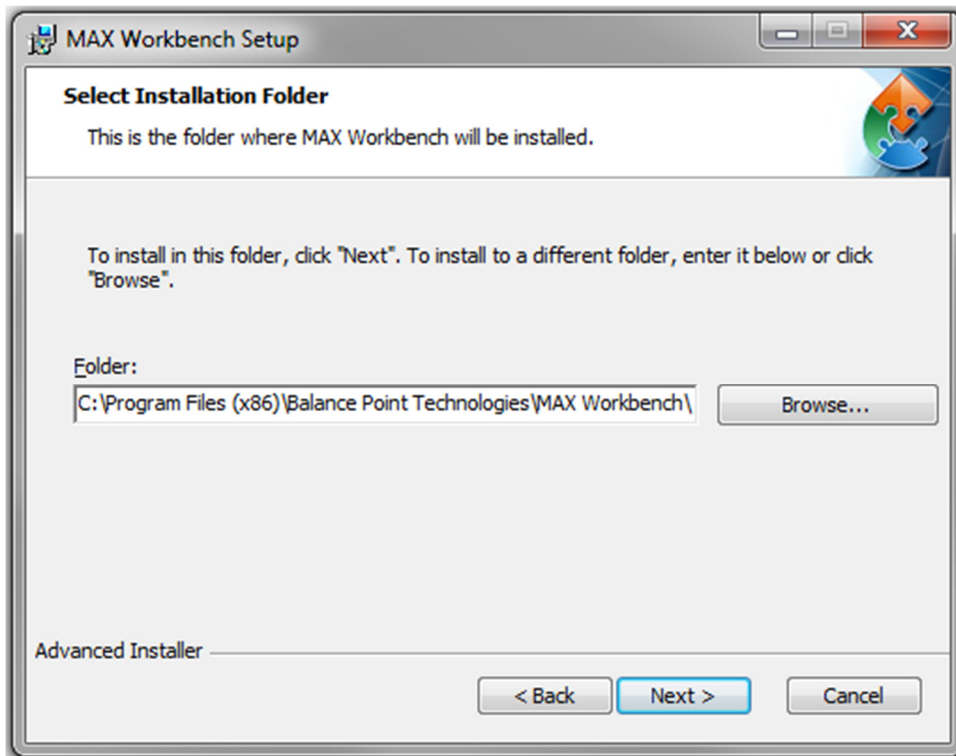 MAX Workbench Setup
Select Installation Folder
This is the folder where MAX Workbench will be installed.
To install in this folder, click "Next". To install to a different folder, enter it below or click
"Browse".
Folder:
C:\Program Files (x86)\Balance Point Technologies\MAX Workbench\
Browse...
Advanced Installer
< Back
Next >
Cancel